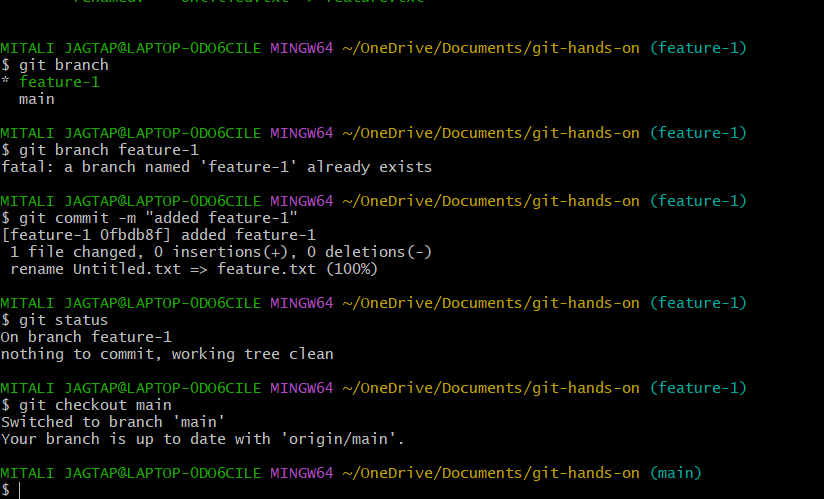 renamed: Untitled.txt -> feature.txt
MITALI JAGTAP@LAPTOP-0DO6CILE MINGW64 ~/OneDrive/Documents/git-hands-on (feature-1)
$ git branch
* feature-1
  main
MITALI JAGTAP@LAPTOP-0DO6CILE MINGW64 ~/OneDrive/Documents/git-hands-on (feature-1)
$ git branch feature-1
fatal: a branch named 'feature-1' already exists
MITALI JAGTAP@LAPTOP-0DO6CILE MINGW64 ~/OneDrive/Documents/git-hands-on (feature-1)
$ git commit -m "added feature-1"
[feature-1 0fbdb8f] added feature-1
 1 file changed, 0 insertions(+), 0 deletions(-)
 rename Untitled.txt => feature.txt (100%)
MITALI JAGTAP@LAPTOP-0DO6CILE MINGW64 ~/OneDrive/Documents/git-hands-on (feature-1)
$ git status
On branch feature-1
nothing to commit, working tree clean
MITALI JAGTAP@LAPTOP-0DO6CILE MINGW64 ~/OneDrive/Documents/git-hands-on (feature-1)
$ git checkout main
Switched to branch 'main'
Your branch is up to date with 'origin/main'.
MITALI JAGTAP@LAPTOP-0DO6CILE MINGW64 ~/OneDrive/Documents/git-hands-on (main)
$